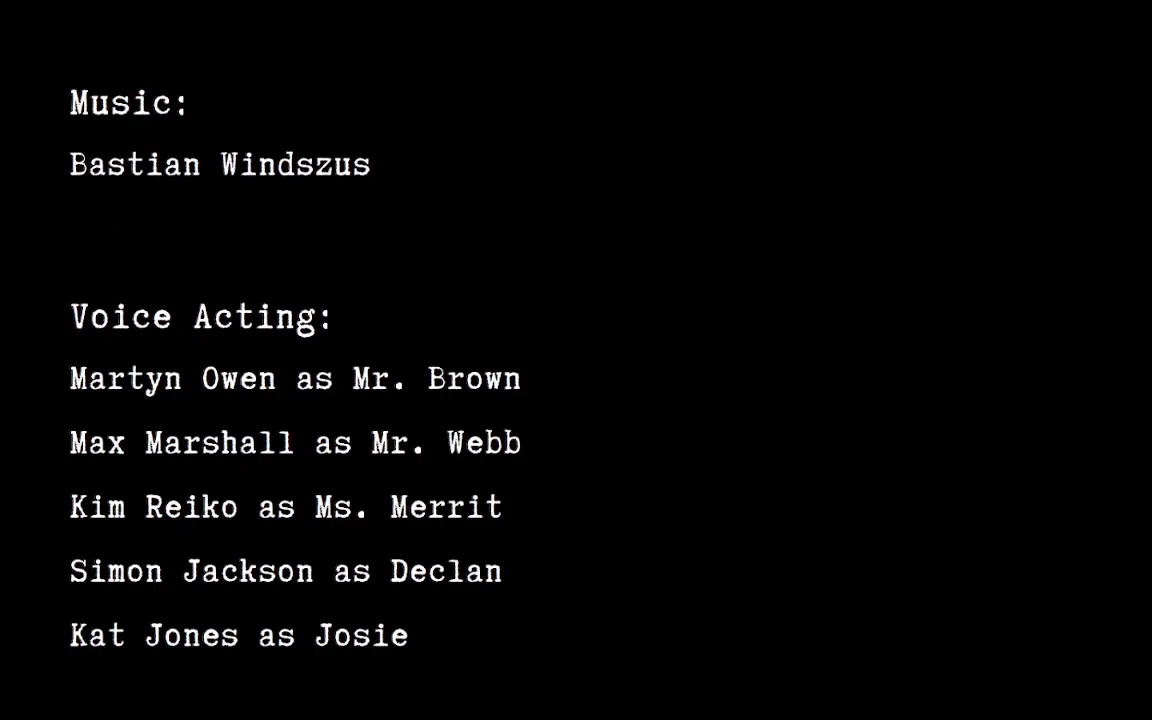 Music:
Bastian Windszus
Voice Acting:
Martyn Owen as Mr. Brown
Max Marshall as Mr. Webb
Kim Reiko as Ms. Merrit
Simon Jackson as Declan
Kat Jones as Josie